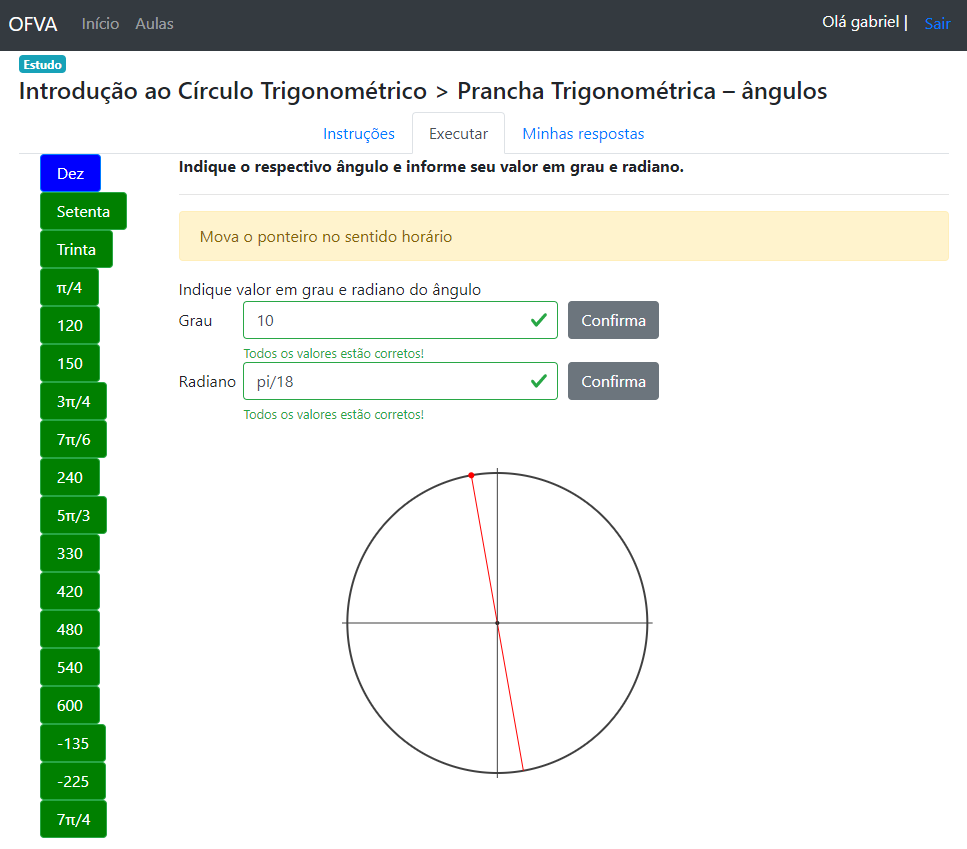 OFVA Início Aulas Olá gabriel | Sair
Estudo
Introdução ao Círculo Trigonométrico > Prancha Trigonométrica – ângulos
Instruções Executar Minhas respostas
Dez
Setenta
Trinta
π/4
120
150
3π/4
7π/6
240
5π/3
330
420
480
540
600
-135
-225
7π/4
Indique o respectivo ângulo e informe seu valor em grau e radiano.
Mova o ponteiro no sentido horário
Indique valor em grau e radiano do ângulo
Grau 10 Confirma
Todos os valores estão corretos!
Radiano pi/18 Confirma
Todos os valores estão corretos!